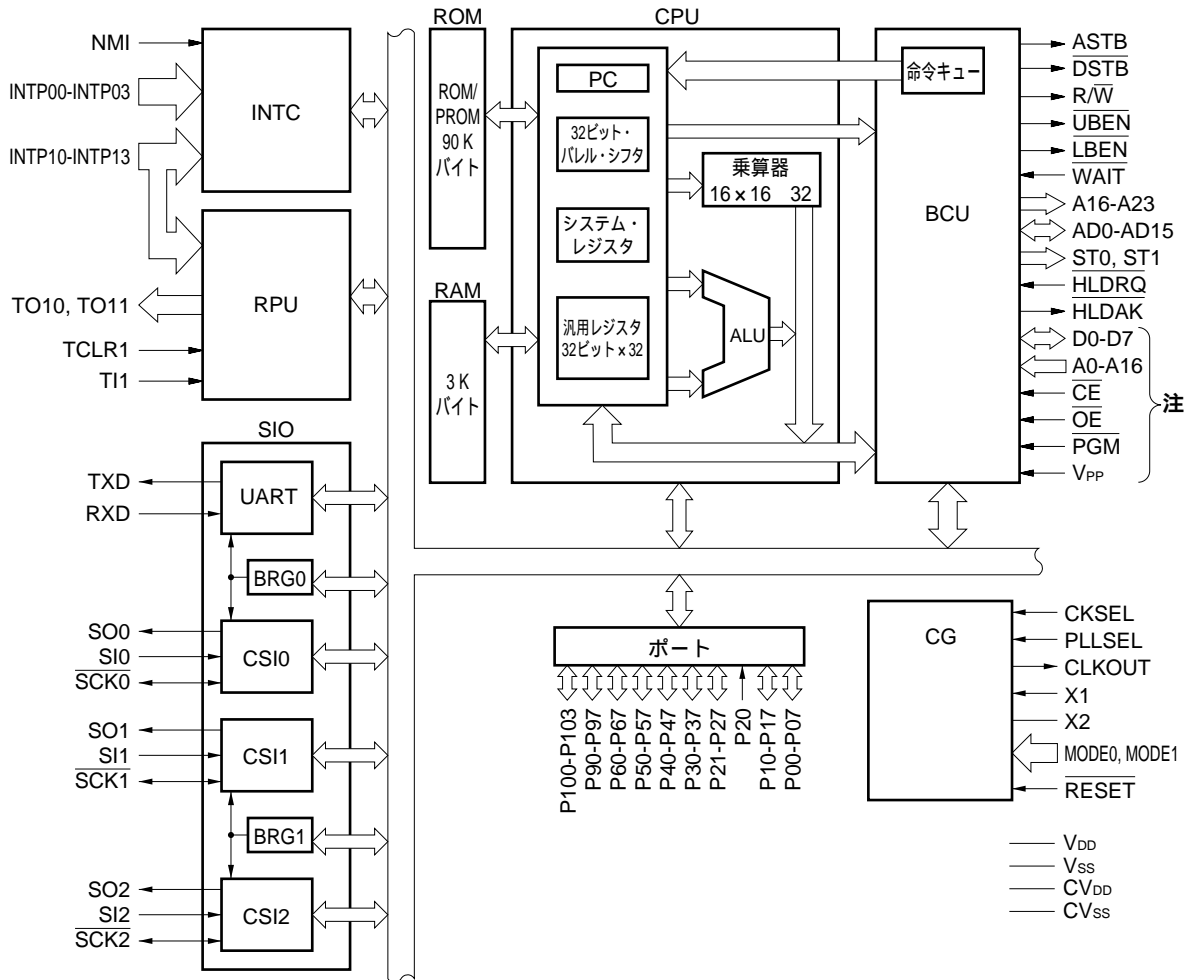 NMI
INTP00-INTP03
INTP10-INTP13
INTC
RPU
TO10, TO11
TCLR1
TI1
SIO
TXD
RXD
UART
BRG0
SO0
SI0
SCK0
CSI0
SO1
SI1
SCK1
CSI1
BRG1
SO2
SI2
SCK2
CSI2
ROM
ROM/
PROM
90 K
バイト
RAM
3 K
バイト
CPU
PC
32ビット・
バレル・シフタ
システム・
レジスタ
汎用レジスタ
32ビット×32
乗算器
16×16 32
ALU
命令キュー
BCU
ASTB
DSTB
R/W
UBEN
LBEN
WAIT
A16-A23
AD0-AD15
ST0, ST1
HLDRQ
HLDAK
D0-D7
A0-A16
CE
OE
PGM
VPP
注
ポート
P100-P103
P90-P97
P60-P67
P50-P57
P40-P47
P30-P37
P21-P27
P20
P10-P17
P00-P07
CG
CKSEL
PLLSEL
CLKOUT
X1
X2
MODE0, MODE1
RESET
VDD
VSS
CVDD
CVSS